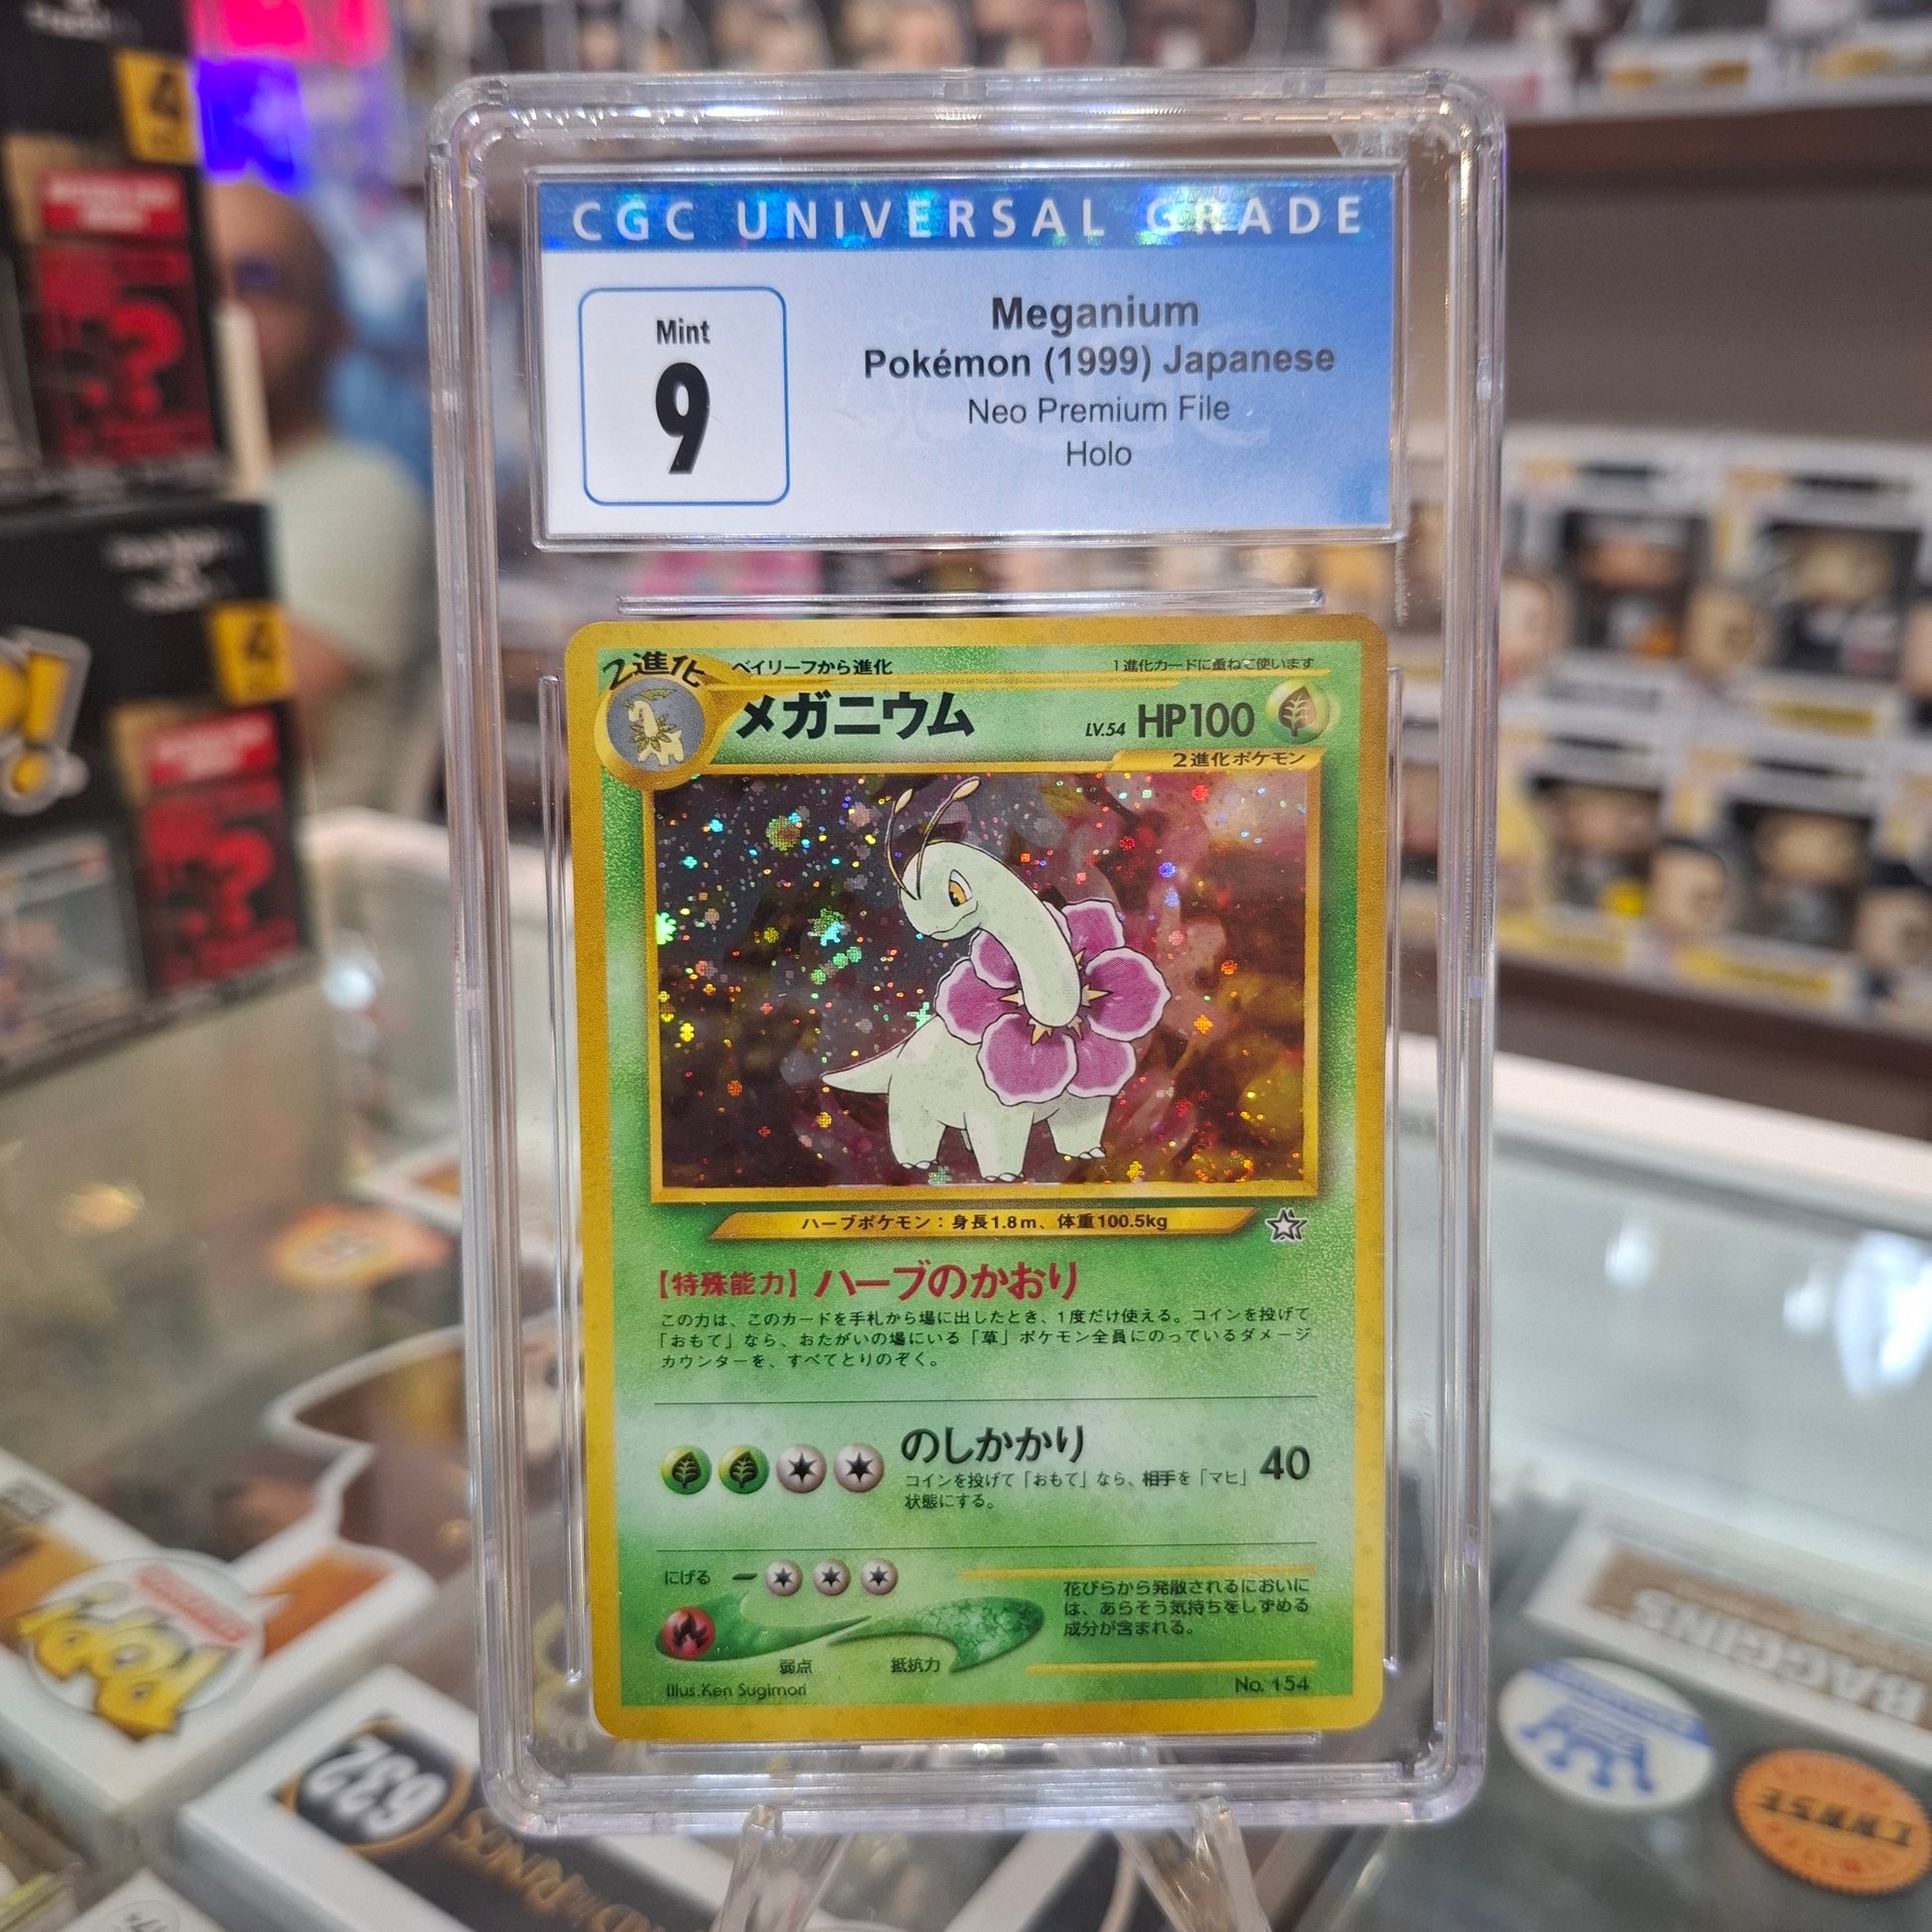 CGC UNIVERSAL GRADE
Mint
9
Meganium
Pokémon (1999) Japanese
Neo Premium File
Holo
2進化
ベイリーフから進化
1進化カードに重ねて使います
メガニウム
LV.54 HP100
2進化ポケモン
ハーブポケモン：身長1.8m、体重100.5kg
【特殊能力】ハーブのかおり
この力は、このカードを手札から場に出したとき、1度だけ使える。コインを投げて
「おもて」なら、おたがいの場にいる「草」ポケモン全員にのっているダメージ
カウンターを、すべてとりのぞく。
のしかかり
40
コインを投げて「おもて」なら、相手を「マヒ」
状態にする。
にげる
花びらから発散されるにおいに
は、あらそう気持ちをしずめる
成分が含まれる。
弱点
抵抗力
Illus.Ken Sugimori
No. 154
POP!
632
BAGGINS